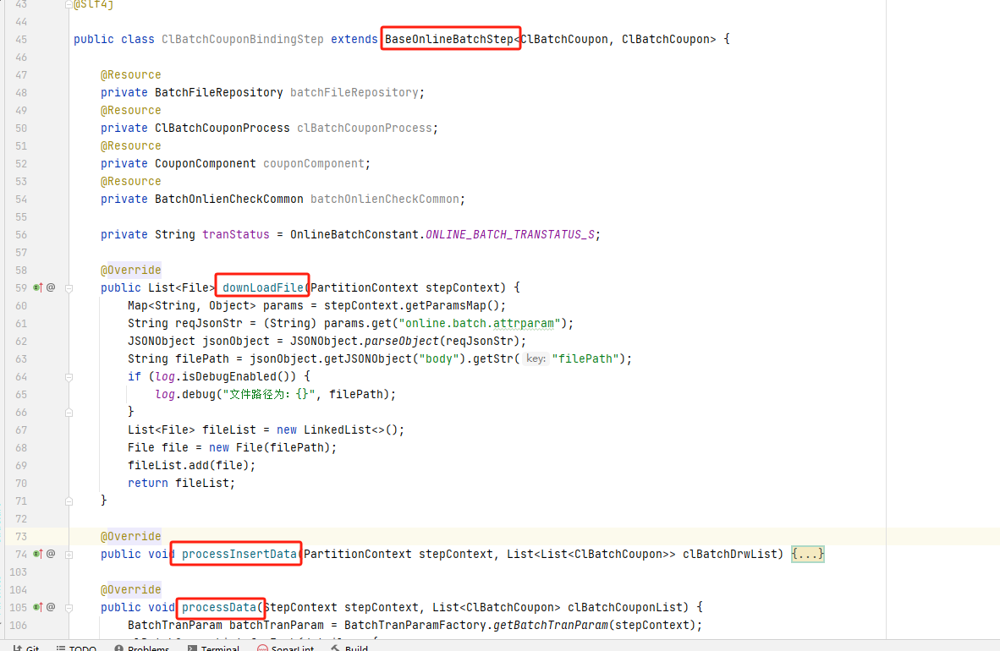 43 @Slf4j
44
45 public class ClBatchCouponBindingStep extends BaseOnlineBatchStep<ClBatchCoupon, ClBatchCoupon> {
46
47 @Resource
48 private BatchFileRepository batchFileRepository;
49 @Resource
50 private ClBatchCouponProcess clBatchCouponProcess;
51 @Resource
52 private CouponComponent couponComponent;
53 @Resource
54 private BatchOnlienCheckCommon batchOnlienCheckCommon;
55
56 private String tranStatus = OnlineBatchConstant.ONLINE_BATCH_TRANSTATUS_S;
57
58 @Override
59 public List<File> downLoadFile(PartitionContext stepContext) {
60 Map<String, Object> params = stepContext.getParamsMap();
61 String reqJsonStr = (String) params.get("online.batch.attrparam");
62 JSONObject jsonObject = JSONObject.parseObject(reqJsonStr);
63 String filePath = jsonObject.getJSONObject("body").getStr( key: "filePath");
64 if (log.isDebugEnabled()) {
65 log.debug("文件路径为：{}", filePath);
66 }
67 List<File> fileList = new LinkedList<>();
68 File file = new File(filePath);
69 fileList.add(file);
70 return fileList;
71 }
72
73 @Override
74 public void processInsertData(PartitionContext stepContext, List<List<ClBatchCoupon>> clBatchDrwList) {...}
103
104 @Override
105 public void processData(StepContext stepContext, List<ClBatchCoupon> clBatchCouponList) {
106 BatchTranParam batchTranParam = BatchTranParamFactory.getBatchTranParam(stepContext);
Git TODO Problems Terminal SonarLint Build